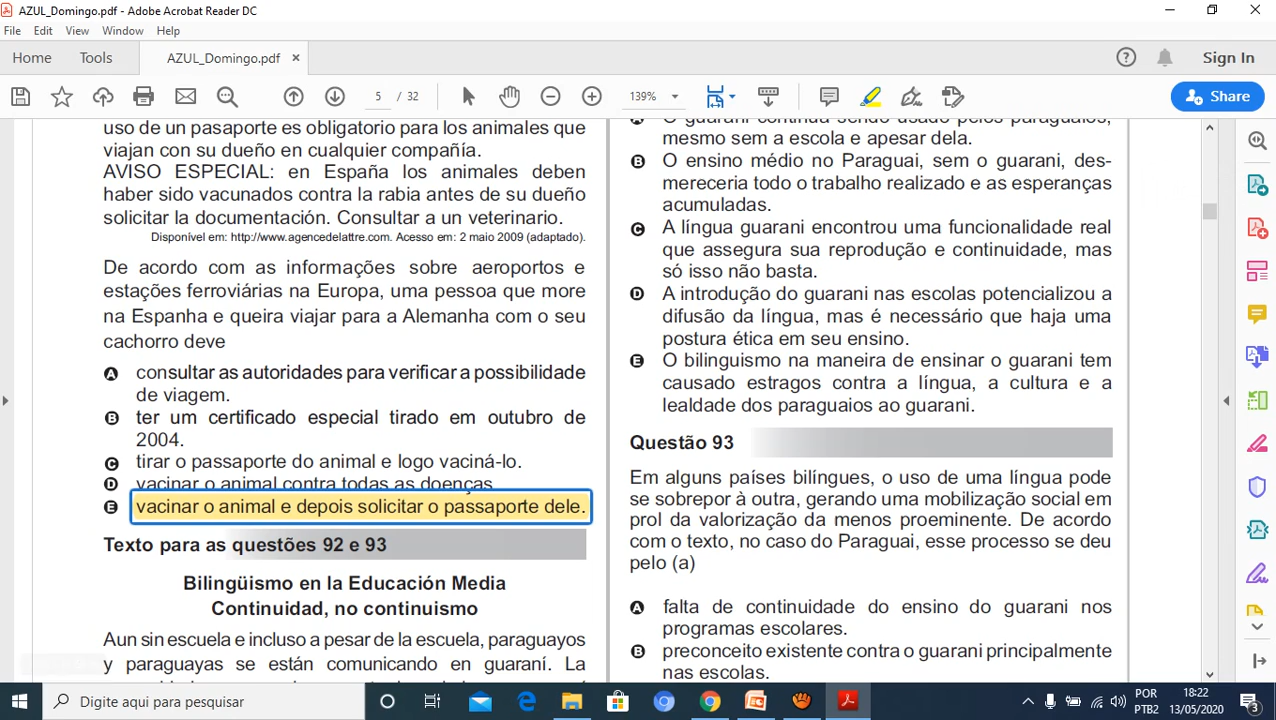 AZUL_Domingo.pdf - Adobe Acrobat Reader DC
File Edit View Window Help
Home Tools AZUL_Domingo.pdf × Sign In
5 / 32 139% Share
uso de un pasaporte es obligatorio para los animales que
viajan con su dueño en cualquier compañía.
AVISO ESPECIAL: en España los animales deben
haber sido vacunados contra la rabia antes de su dueño
solicitar la documentación. Consultar a un veterinario.
Disponível em: http://www.agencedelattre.com. Acesso em: 2 maio 2009 (adaptado).
De acordo com as informações sobre aeroportos e
estações ferroviárias na Europa, uma pessoa que more
na Espanha e queira viajar para a Alemanha com o seu
cachorro deve
A consultar as autoridades para verificar a possibilidade
de viagem.
B ter um certificado especial tirado em outubro de
2004.
C tirar o passaporte do animal e logo vaciná-lo.
D vacinar o animal contra todas as doenças.
E vacinar o animal e depois solicitar o passaporte dele.
Texto para as questões 92 e 93
Bilingüismo en la Educación Media
Continuidad, no continuismo
Aun sin escuela e incluso a pesar de la escuela, paraguayos
y paraguayas se están comunicando en guaraní. La
A O guarani continua sendo usado pelos paraguaios,
mesmo sem a escola e apesar dela.
B O ensino médio no Paraguai, sem o guarani, des-
mereceria todo o trabalho realizado e as esperanças
acumuladas.
C A língua guarani encontrou uma funcionalidade real
que assegura sua reprodução e continuidade, mas
só isso não basta.
D A introdução do guarani nas escolas potencializou a
difusão da língua, mas é necessário que haja uma
postura ética em seu ensino.
E O bilinguismo na maneira de ensinar o guarani tem
causado estragos contra a língua, a cultura e a
lealdade dos paraguaios ao guarani.
Questão 93
Em alguns países bilíngues, o uso de uma língua pode
se sobrepor à outra, gerando uma mobilização social em
prol da valorização da menos proeminente. De acordo
com o texto, no caso do Paraguai, esse processo se deu
pelo (a)
A falta de continuidade do ensino do guarani nos
programas escolares.
B preconceito existente contra o guarani principalmente
nas escolas.
Digite aqui para pesquisar
POR
PTB2
18:22
13/05/2020
3